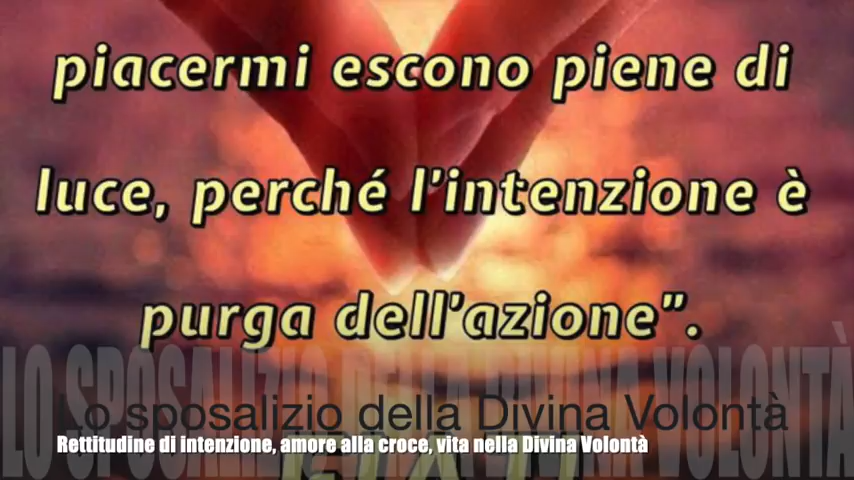 piacermi escono piene di
luce, perché l'intenzione è
purga dell'azione".
LO SPOSALIZIO DELLA DIVINA VOLONTÀ
Lo sposalizio della Divina Volontà
Rettitudine di intenzione, amore alla croce, vita nella Divina Volontà